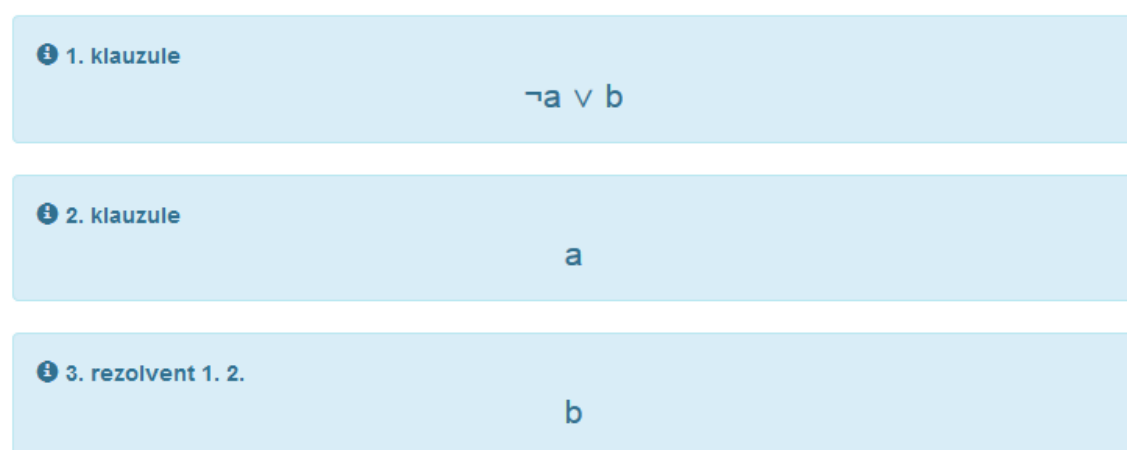 1. klauzule
¬a ∨ b
2. klauzule
a
3. rezolvent 1. 2.
b